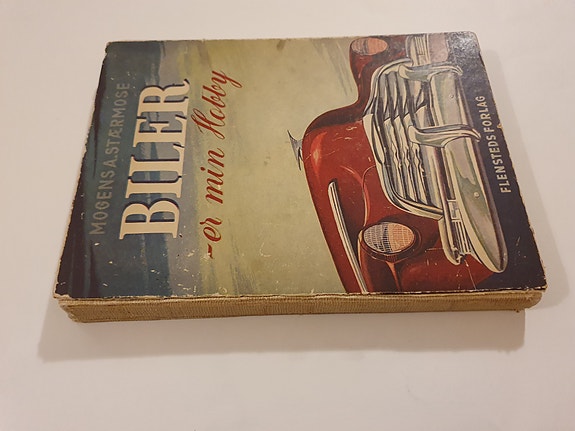 MOGENS A. STÆRMOSE
BILER
-er min Hobby
FLENSTEDS FORLAG